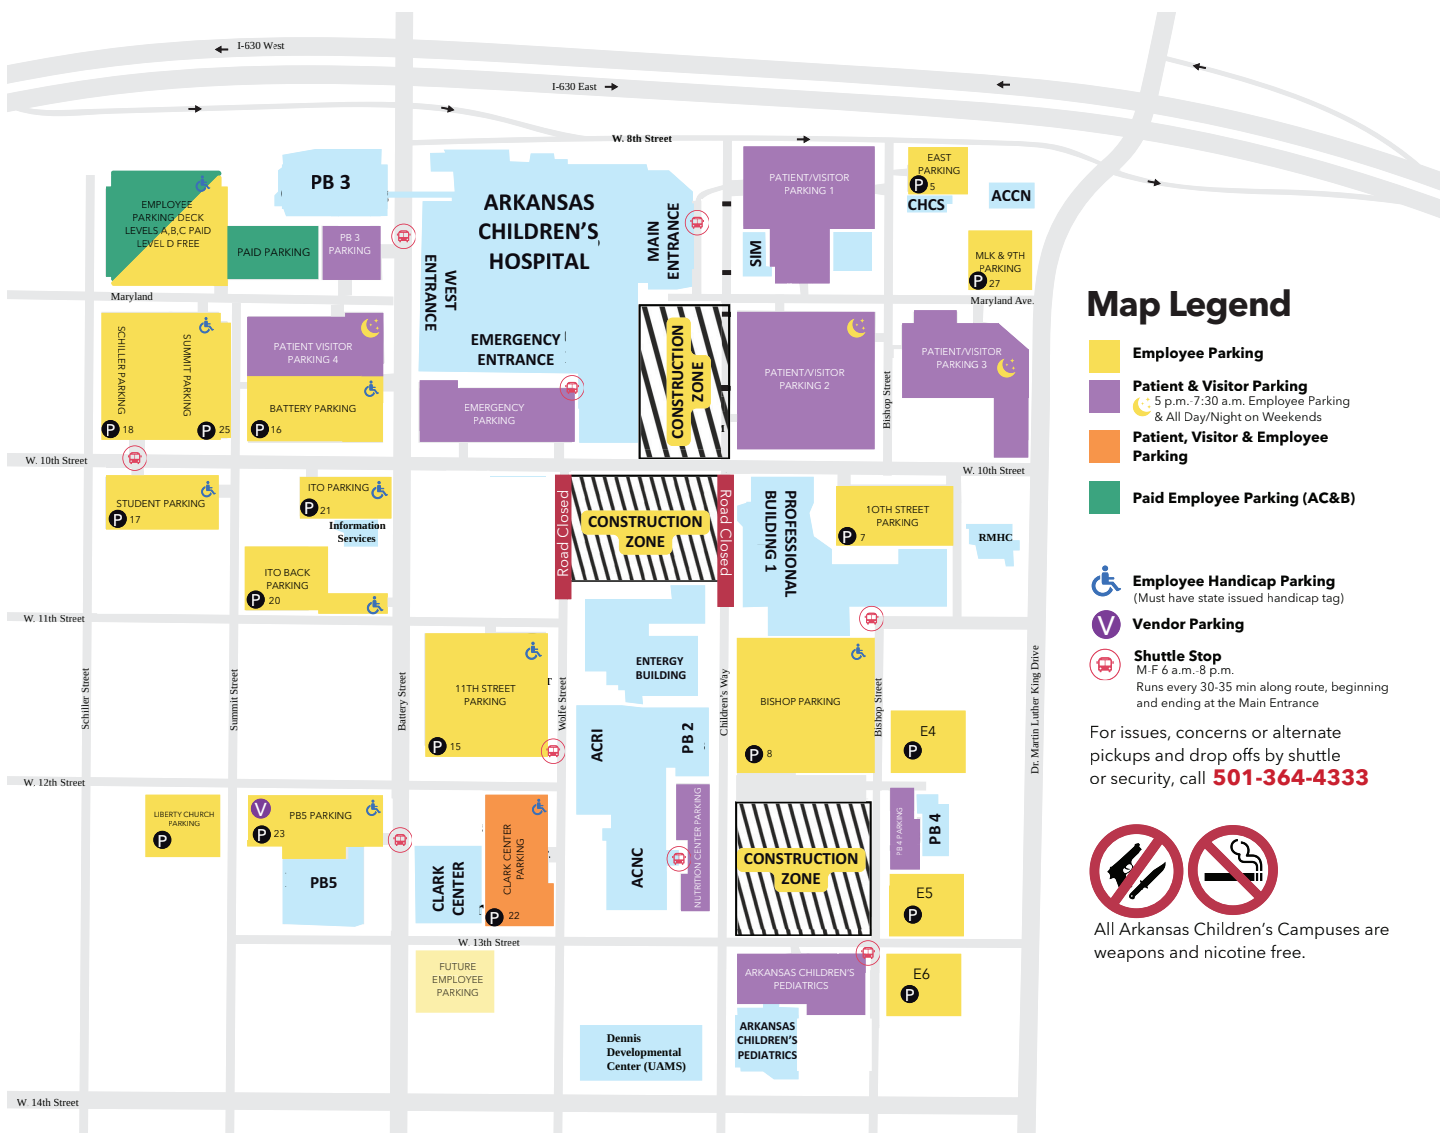 I-630 West
I-630 East
W. 8th Street
PB 3
ARKANSAS
CHILDREN'S
HOSPITAL
MAIN
ENTRANCE
WEST
ENTRANCE
EMERGENCY
ENTRANCE
EMERGENCY
PARKING
EMPLOYEE
PARKING DECK
LEVELS A,B,C PAID
LEVEL D FREE
PAID PARKING
PB 3
PARKING
PATIENT/VISITOR
PARKING 1
SIM
EAST
PARKING
P 5
CHCS
ACCN
MLK & 9TH
PARKING
P 27
Maryland
Maryland Ave.
SCHILLER PARKING
SUMMIT PARKING
P 18
P 25
PATIENT VISITOR
PARKING 4
BATTERY PARKING
P 16
CONSTRUCTION
ZONE
PATIENT/VISITOR
PARKING 2
PATIENT/VISITOR
PARKING 3
Bishop Street
W. 10th Street
W. 10th Street
STUDENT PARKING
P 17
ITO PARKING
P 21
Information
Services
ITO BACK
PARKING
P 20
Road Closed
CONSTRUCTION
ZONE
Road Closed
PROFESSIONAL
BUILDING 1
1OTH STREET
PARKING
P 7
RMHC
W. 11th Street
11TH STREET
PARKING
P 15
ENTERGY
BUILDING
ACRI
PB 2
BISHOP PARKING
P 8
E4
P
Schiller Street
Summit Street
Battery Street
Wolfe Street
Children's Way
Bishop Street
Dr. Martin Luther King Drive
W. 12th Street
LIBERTY CHURCH
PARKING
P
V
PB5 PARKING
P 23
PB5
CLARK
CENTER
CLARK CENTER
PARKING
P 22
ACNC
NUTRITION CENTER PARKING
CONSTRUCTION
ZONE
PB 4 PARKING
PB 4
E5
P
E6
P
W. 13th Street
FUTURE
EMPLOYEE
PARKING
ARKANSAS CHILDREN'S
PEDIATRICS
ARKANSAS
CHILDREN'S
PEDIATRICS
Dennis
Developmental
Center (UAMS)
W. 14th Street
Map Legend
Employee Parking
Patient & Visitor Parking
5 p.m.-7:30 a.m. Employee Parking
& All Day/Night on Weekends
Patient, Visitor & Employee
Parking
Paid Employee Parking (AC&B)
Employee Handicap Parking
(Must have state issued handicap tag)
V Vendor Parking
Shuttle Stop
M-F 6 a.m.-8 p.m.
Runs every 30-35 min along route, beginning
and ending at the Main Entrance
For issues, concerns or alternate
pickups and drop offs by shuttle
or security, call 501-364-4333
All Arkansas Children's Campuses are
weapons and nicotine free.